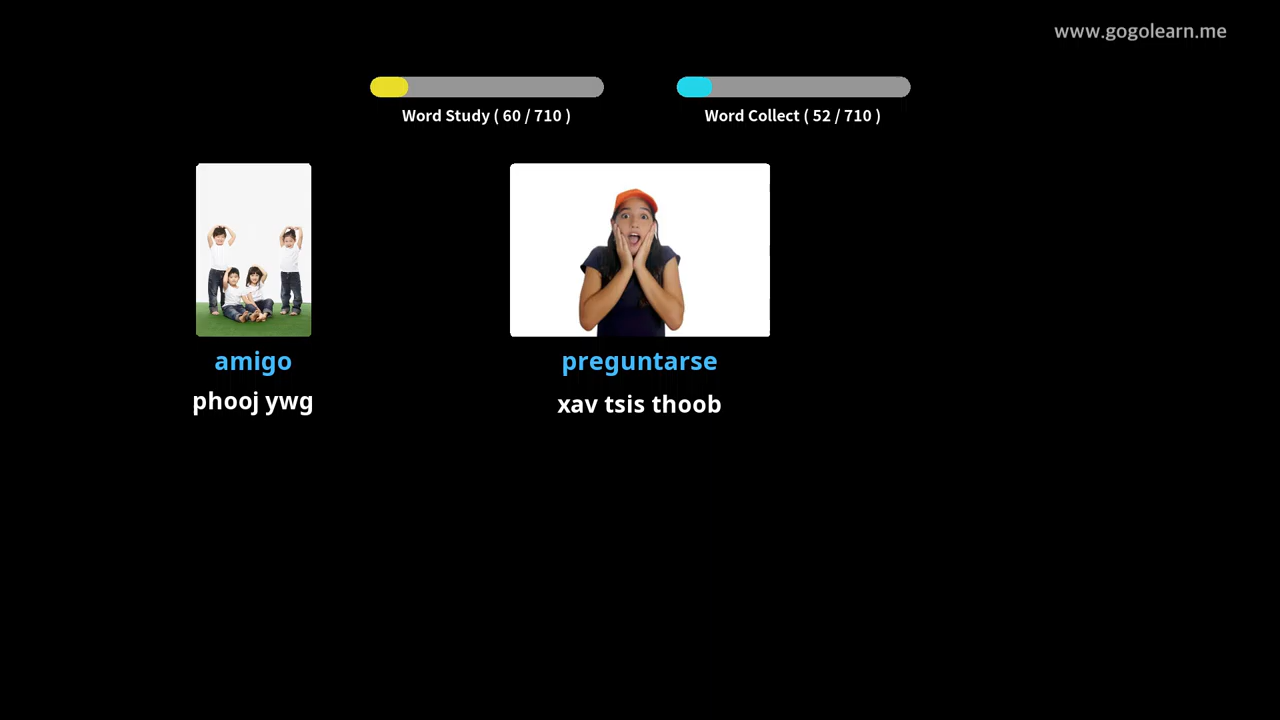 www.gogolearn.me
Word Study ( 60 / 710 )
Word Collect ( 52 / 710 )
amigo
preguntarse
phooj ywg
xav tsis thoob